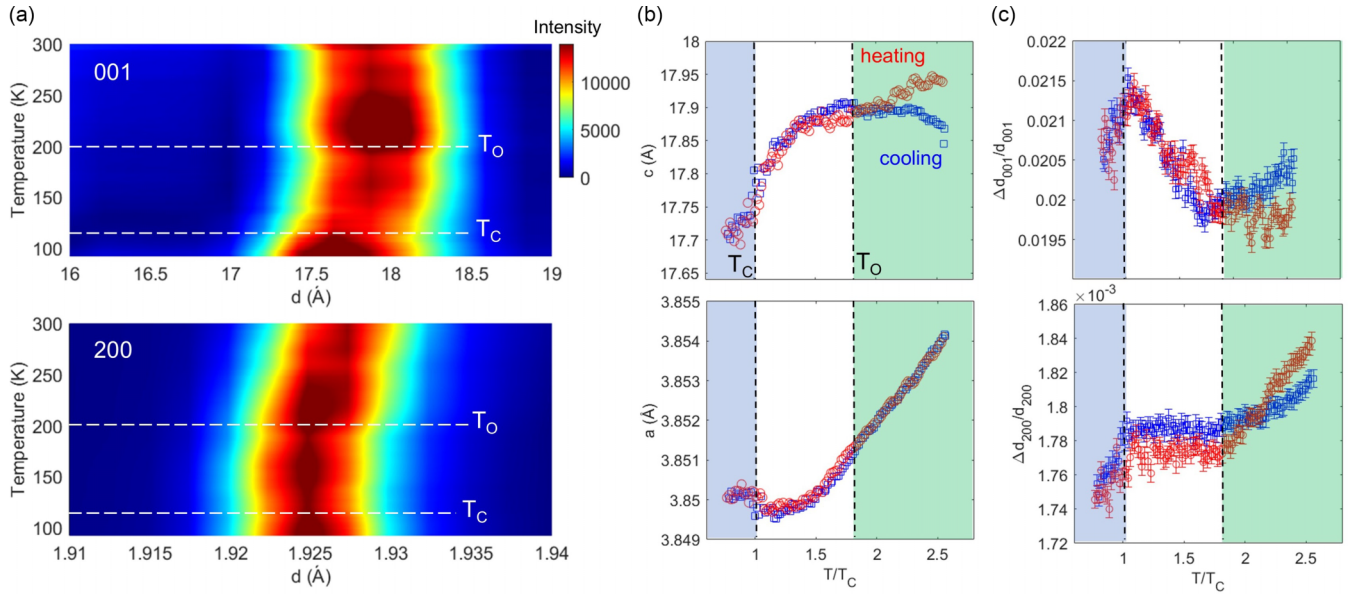 (a)
Intensity
300
001
250
200
150
100
Temperature (K)
T_O
T_C
16 16.5 17 17.5 18 18.5 19
d (Å)
10000
5000
0
300
200
250
200
150
100
Temperature (K)
T_O
T_C
1.91 1.915 1.92 1.925 1.93 1.935 1.94
d (Å)
(b)
18
17.95
17.9
17.85
17.8
17.75
17.7
17.65
c (Å)
heating
cooling
T_C
T_O
3.855
3.854
3.853
3.852
3.851
3.85
3.849
a (Å)
1 1.5 2 2.5
T/T_C
(c)
0.022
0.0215
0.021
0.0205
0.02
0.0195
Δd_001/d_001
× 10^-3
1.86
1.84
1.82
1.8
1.78
1.76
1.74
1.72
Δd_200/d_200
1 1.5 2 2.5
T/T_C